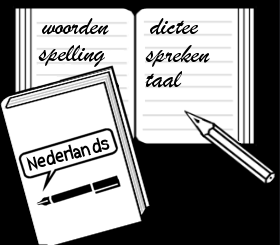 woorden
spelling
dictee
spreken
taal
Nederlands